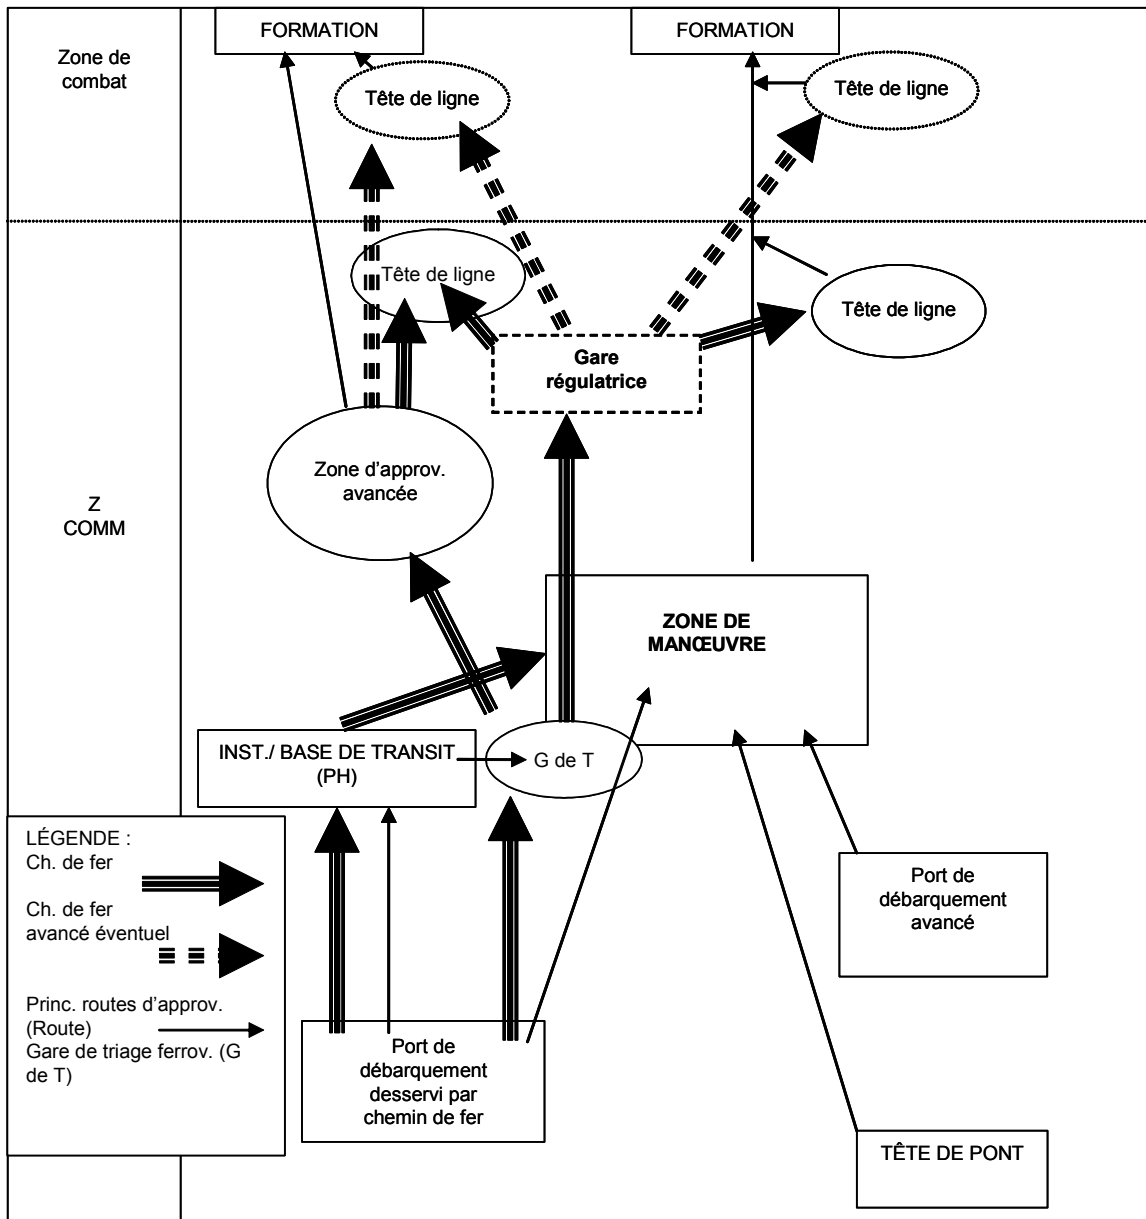 FORMATION
FORMATION
Zone de
combat
Tête de ligne
Tête de ligne
Tête de ligne
Tête de ligne
Gare
régulatrice
Zone d'approv.
avancée
Z
COMM
ZONE DE
MANŒUVRE
INST./ BASE DE TRANSIT
(PH)
G de T
LÉGENDE :
Ch. de fer
Ch. de fer
avancé éventuel
Princ. routes d'approv.
(Route)
Gare de triage ferrov. (G
de T)
Port de
débarquement
avancé
Port de
débarquement
desservi par
chemin de fer
TÊTE DE PONT